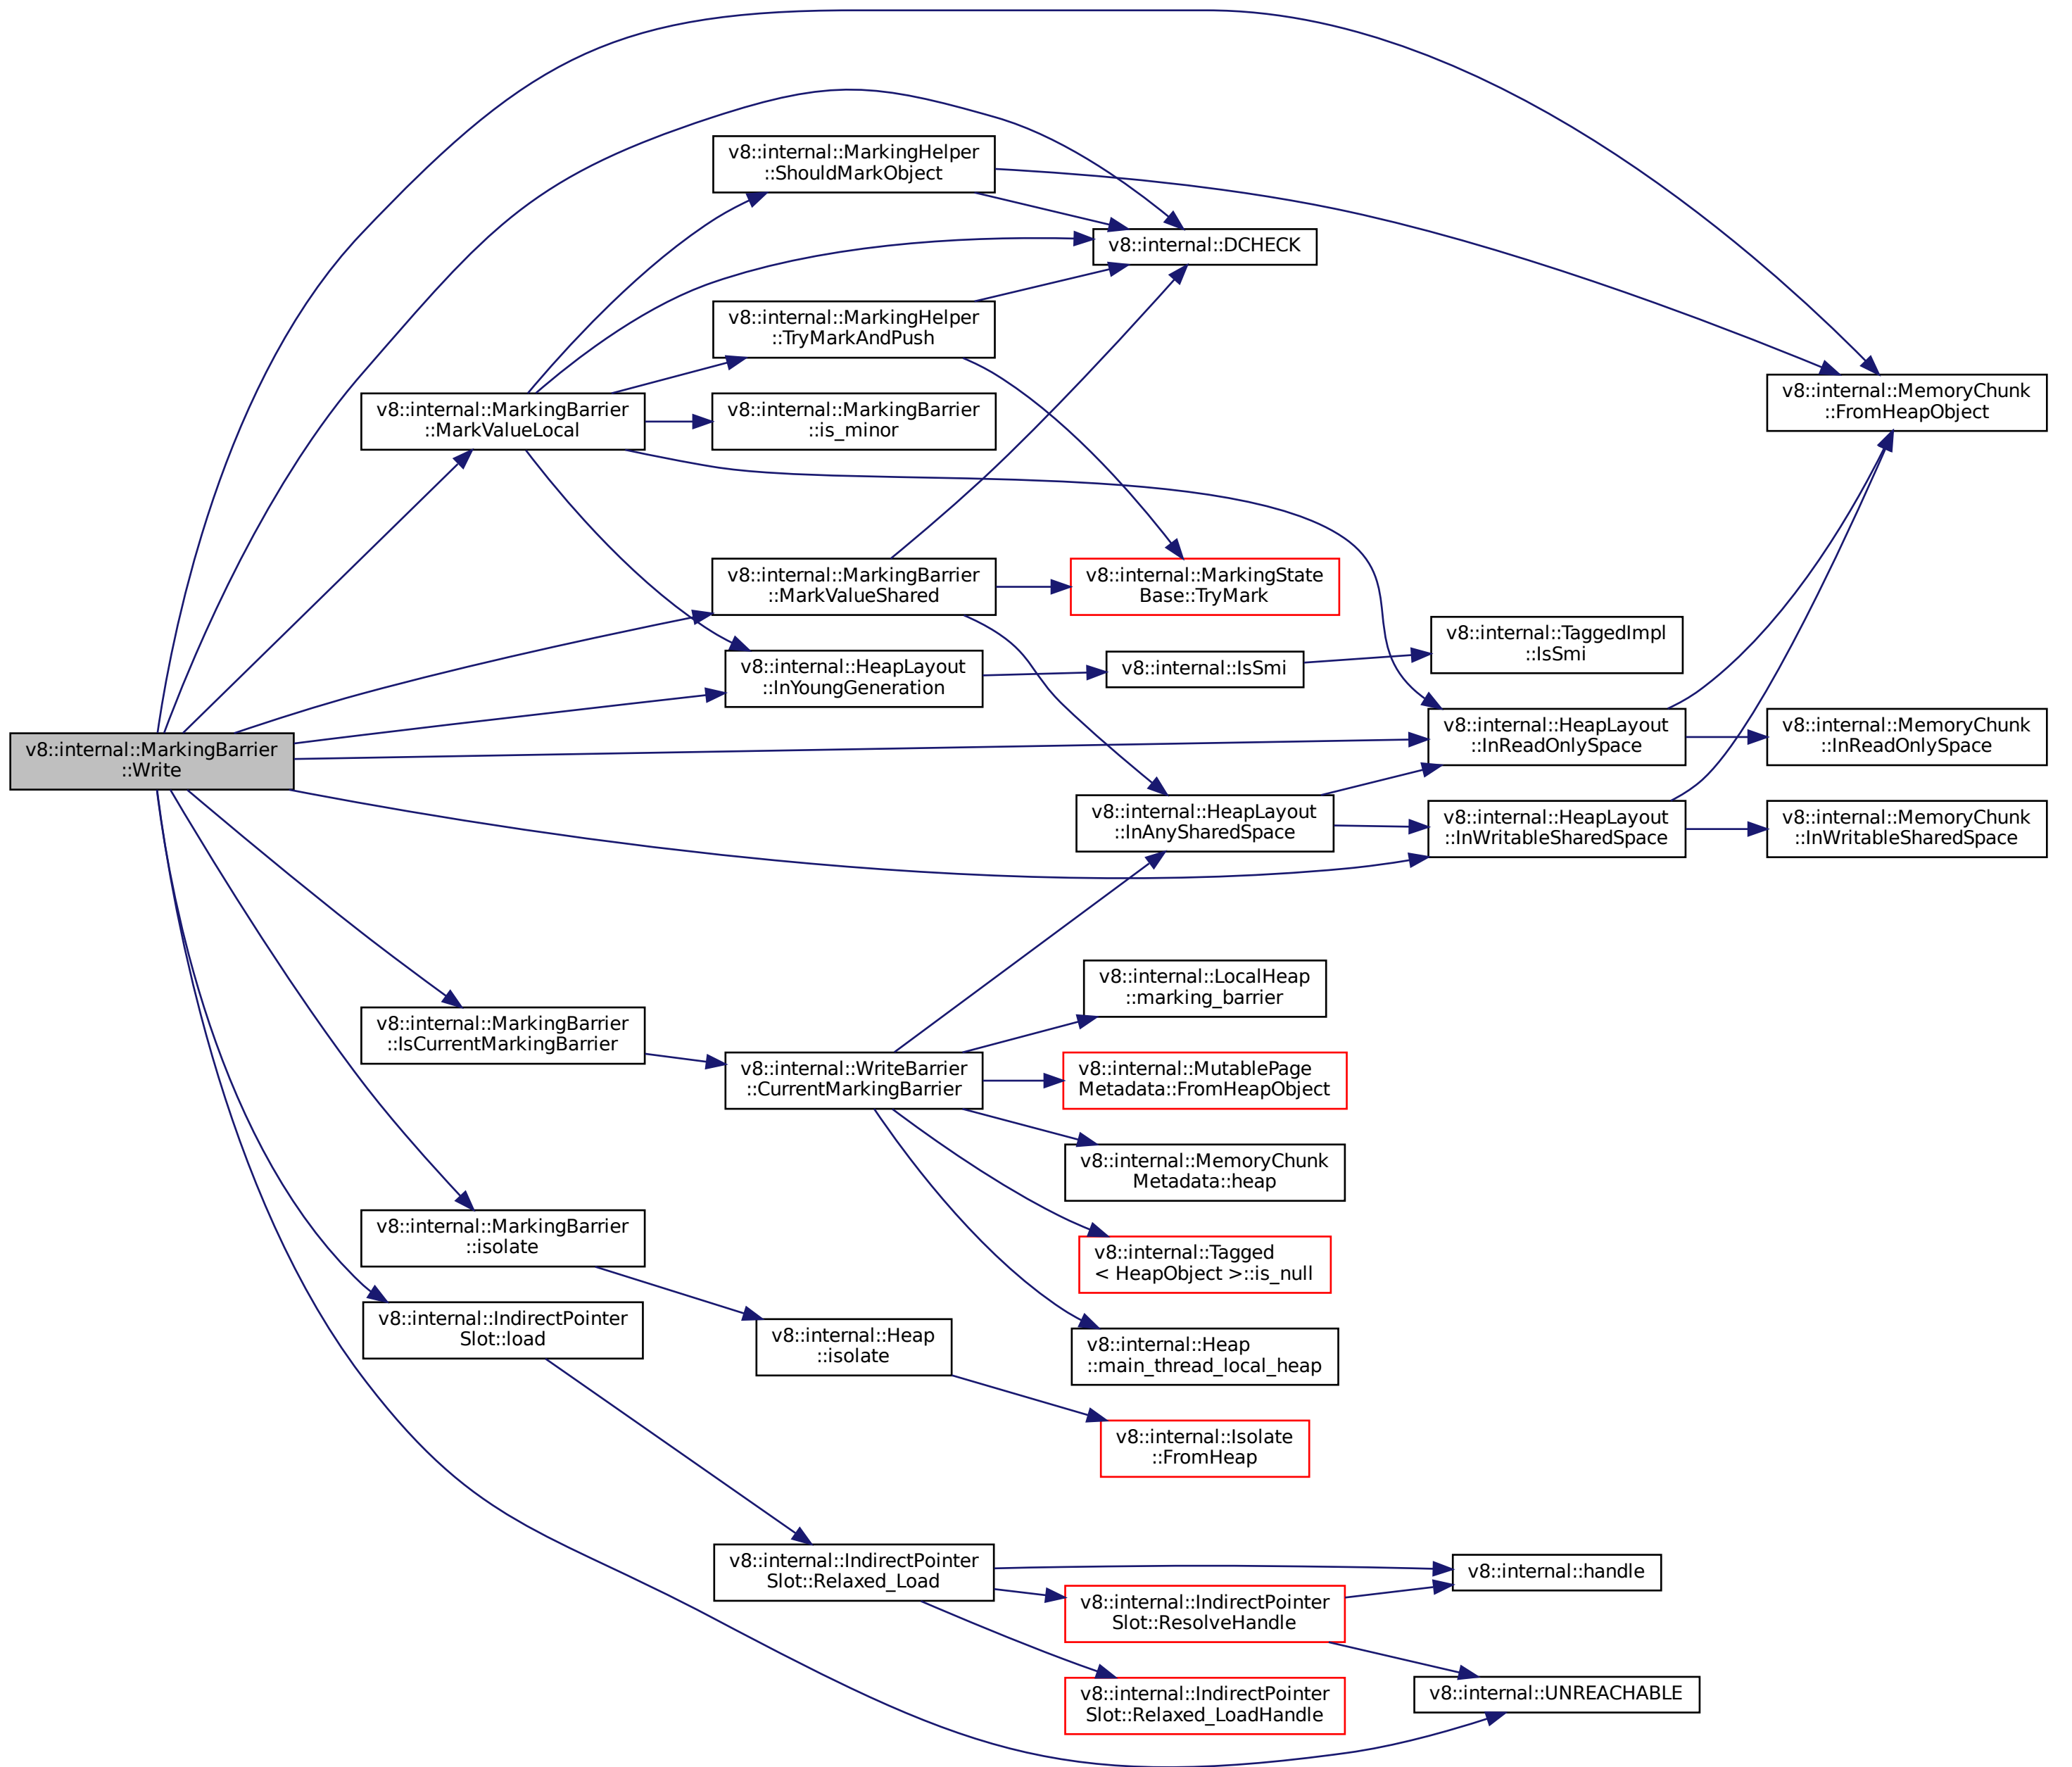 v8::internal::MarkingHelper
::ShouldMarkObject
v8::internal::DCHECK
v8::internal::MarkingHelper
::TryMarkAndPush
v8::internal::MemoryChunk
::FromHeapObject
v8::internal::MarkingBarrier
::MarkValueLocal
v8::internal::MarkingBarrier
::is_minor
v8::internal::MarkingBarrier
::MarkValueShared
v8::internal::MarkingState
Base::TryMark
v8::internal::TaggedImpl
::IsSmi
v8::internal::HeapLayout
::InYoungGeneration
v8::internal::IsSmi
v8::internal::MarkingBarrier
::Write
v8::internal::HeapLayout
::InReadOnlySpace
v8::internal::MemoryChunk
::InReadOnlySpace
v8::internal::HeapLayout
::InAnySharedSpace
v8::internal::HeapLayout
::InWritableSharedSpace
v8::internal::MemoryChunk
::InWritableSharedSpace
v8::internal::LocalHeap
::marking_barrier
v8::internal::MarkingBarrier
::IsCurrentMarkingBarrier
v8::internal::WriteBarrier
::CurrentMarkingBarrier
v8::internal::MutablePage
Metadata::FromHeapObject
v8::internal::MemoryChunk
Metadata::heap
v8::internal::MarkingBarrier
::isolate
v8::internal::Tagged
< HeapObject >::is_null
v8::internal::IndirectPointer
Slot::load
v8::internal::Heap
::isolate
v8::internal::Heap
::main_thread_local_heap
v8::internal::Isolate
::FromHeap
v8::internal::IndirectPointer
Slot::Relaxed_Load
v8::internal::handle
v8::internal::IndirectPointer
Slot::ResolveHandle
v8::internal::IndirectPointer
Slot::Relaxed_LoadHandle
v8::internal::UNREACHABLE